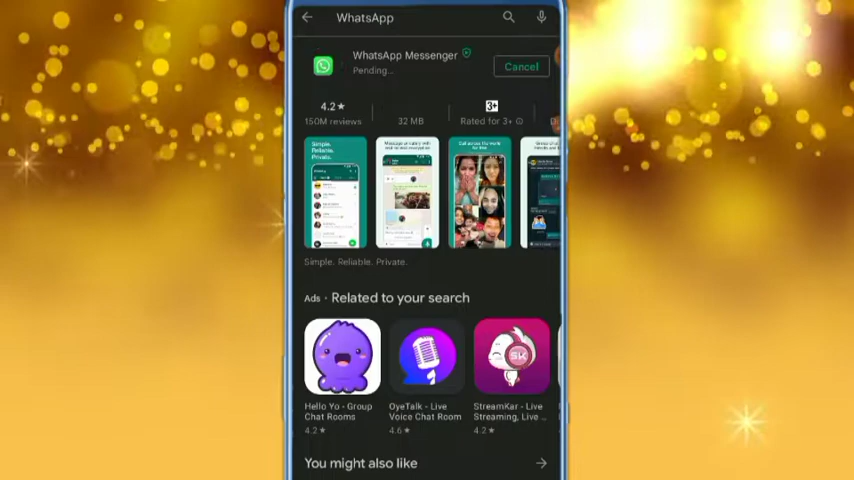 WhatsApp
WhatsApp Messenger
Pending...
Cancel
4.2★
150M reviews
32 MB
3+
Rated for 3+
Simple.
Reliable.
Private.
Simple. Reliable. Private.
Ads · Related to your search
Hello Yo - Group
Chat Rooms
4.2★
OyeTalk - Live
Voice Chat Room
4.6★
StreamKar - Live
Streaming, Live ...
4.2★
SK
You might also like